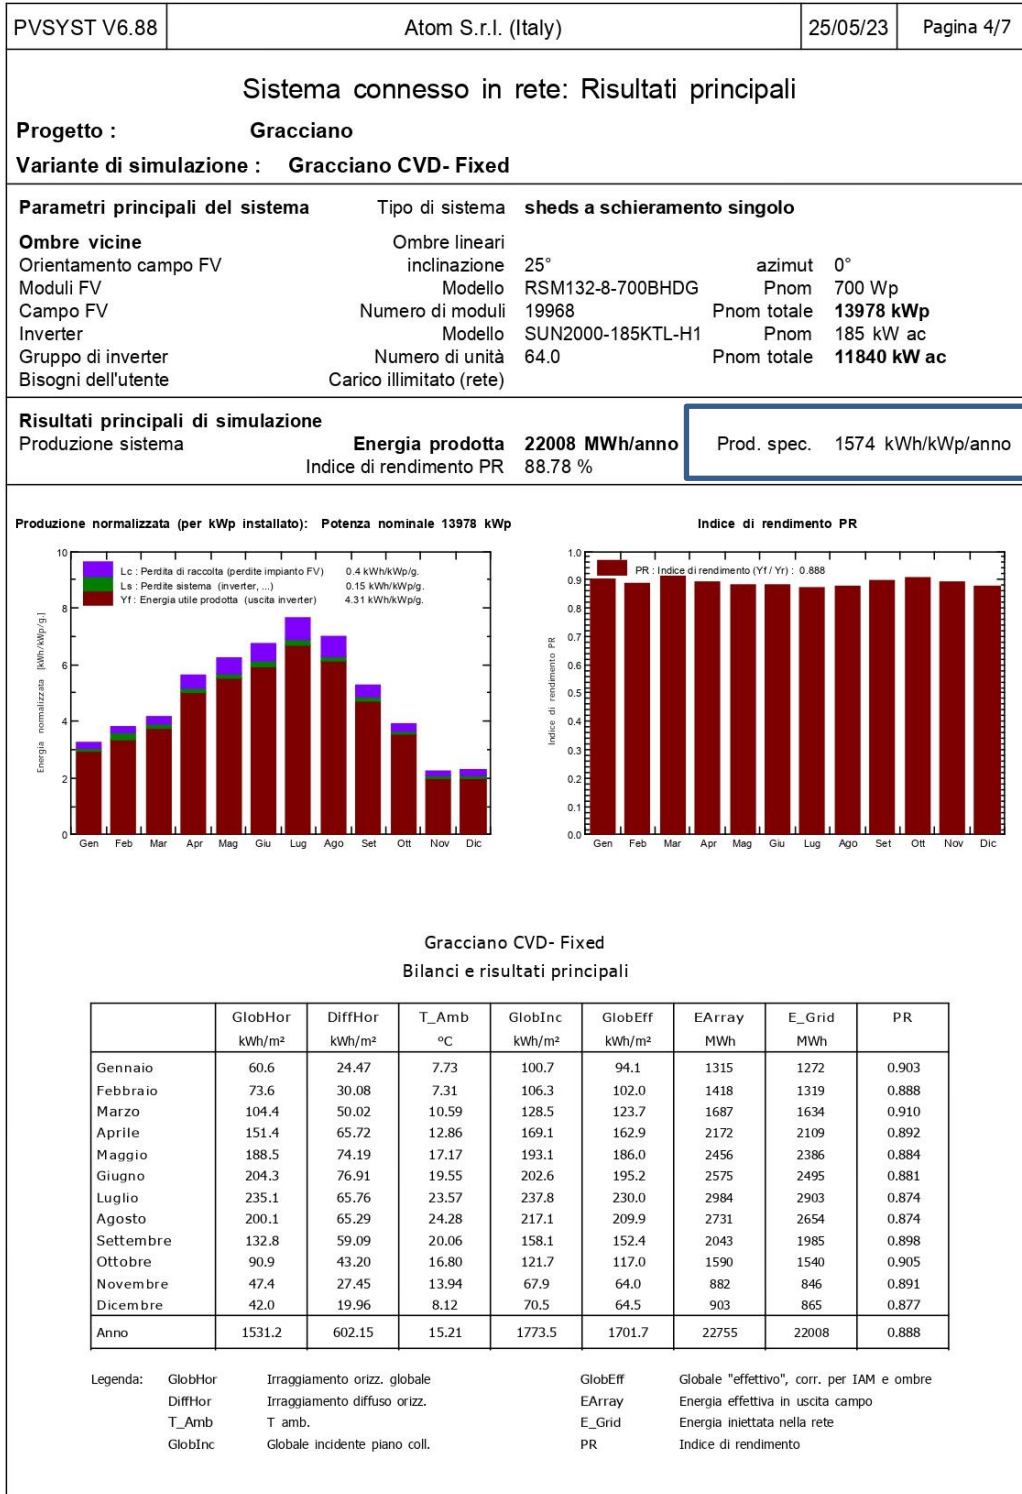 PVSYST V6.88 Atom S.r.l. (Italy) 25/05/23 Pagina 4/7
Sistema connesso in rete: Risultati principali
Progetto : Gracciano
Variante di simulazione : Gracciano CVD- Fixed
Parametri principali del sistema Tipo di sistema sheds a schieramento singolo
Ombre vicine Ombre lineari
Orientamento campo FV inclinazione 25° azimut 0°
Moduli FV Modello RSM132-8-700BHDG Pnom 700 Wp
Campo FV Numero di moduli 19968 Pnom totale 13978 kWp
Inverter Modello SUN2000-185KTL-H1 Pnom 185 kW ac
Gruppo di inverter Numero di unità 64.0 Pnom totale 11840 kW ac
Bisogni dell'utente Carico illimitato (rete)
Risultati principali di simulazione
Produzione sistema Energia prodotta 22008 MWh/anno Prod. spec. 1574 kWh/kWp/anno
Indice di rendimento PR 88.78 %
Produzione normalizzata (per kWp installato): Potenza nominale 13978 kWp
Energia normalizzata [kWh/kWp/g.]
10
8
6
4
2
0
Lc : Perdita di raccolta (perdite impianto FV) 0.4 kWh/kWp/g.
Ls : Perdite sistema (inverter, ...) 0.15 kWh/kWp/g.
Yf : Energia utile prodotta (uscita inverter) 4.31 kWh/kWp/g.
Gen Feb Mar Apr Mag Giu Lug Ago Set Ott Nov Dic
Indice di rendimento PR
Indice di rendimento PR
1.0
0.9
0.8
0.7
0.6
0.5
0.4
0.3
0.2
0.1
0.0
PR : Indice di rendimento (Yf / Yr) : 0.888
Gen Feb Mar Apr Mag Giu Lug Ago Set Ott Nov Dic
Gracciano CVD- Fixed
Bilanci e risultati principali
GlobHor DiffHor T_Amb GlobInc GlobEff EArray E_Grid PR
kWh/m² kWh/m² °C kWh/m² kWh/m² MWh MWh
Gennaio 60.6 24.47 7.73 100.7 94.1 1315 1272 0.903
Febbraio 73.6 30.08 7.31 106.3 102.0 1418 1319 0.888
Marzo 104.4 50.02 10.59 128.5 123.7 1687 1634 0.910
Aprile 151.4 65.72 12.86 169.1 162.9 2172 2109 0.892
Maggio 188.5 74.19 17.17 193.1 186.0 2456 2386 0.884
Giugno 204.3 76.91 19.55 202.6 195.2 2575 2495 0.881
Luglio 235.1 65.76 23.57 237.8 230.0 2984 2903 0.874
Agosto 200.1 65.29 24.28 217.1 209.9 2731 2654 0.874
Settembre 132.8 59.09 20.06 158.1 152.4 2043 1985 0.898
Ottobre 90.9 43.20 16.80 121.7 117.0 1590 1540 0.905
Novembre 47.4 27.45 13.94 67.9 64.0 882 846 0.891
Dicembre 42.0 19.96 8.12 70.5 64.5 903 865 0.877
Anno 1531.2 602.15 15.21 1773.5 1701.7 22755 22008 0.888
Legenda: GlobHor Irraggiamento orizz. globale GlobEff Globale "effettivo", corr. per IAM e ombre
DiffHor Irraggiamento diffuso orizz. EArray Energia effettiva in uscita campo
T_Amb T amb. E_Grid Energia iniettata nella rete
GlobInc Globale incidente piano coll. PR Indice di rendimento